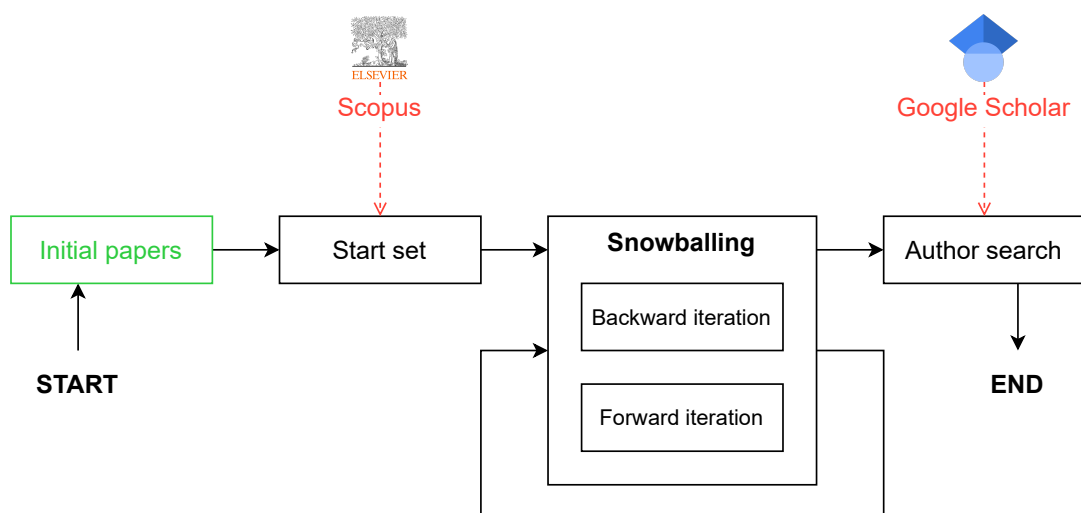 ELSEVIER
Scopus
Google Scholar
Initial papers
Start set
Snowballing
Author search
Backward iteration
START
END
Forward iteration